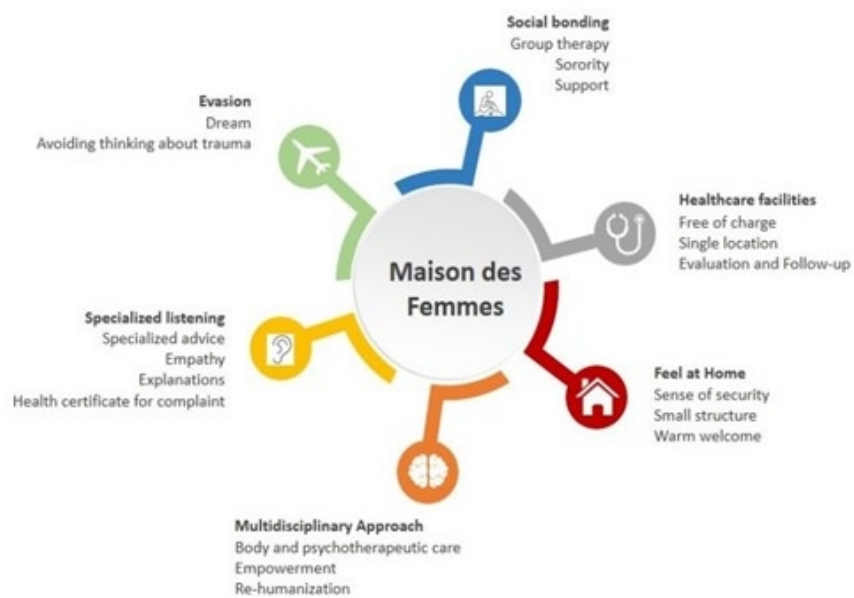 Social bonding
Group therapy
Sorority
Support
Evasion
Dream
Avoiding thinking about trauma
Healthcare facilities
Free of charge
Single location
Evaluation and Follow-up
Maison des
Femmes
Specialized listening
Specialized advice
Empathy
Explanations
Health certificate for complaint
Feel at Home
Sense of security
Small structure
Warm welcome
Multidisciplinary Approach
Body and psychotherapeutic care
Empowerment
Re-humanization